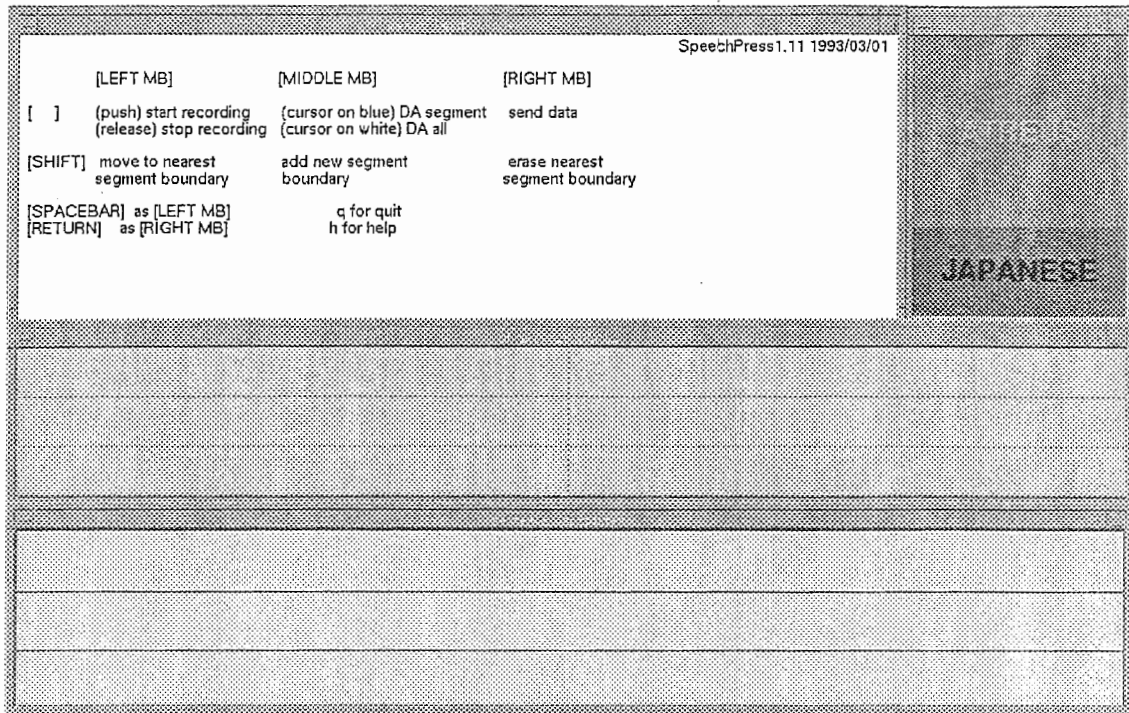 SpeechPress1.11 1993/03/01
[LEFT MB] [MIDDLE MB] [RIGHT MB]
[ ] (push) start recording (cursor on blue) DA segment send data
(release) stop recording (cursor on white) DA all
[SHIFT] move to nearest add new segment erase nearest
segment boundary boundary segment boundary
[SPACEBAR] as [LEFT MB] q for quit
[RETURN] as [RIGHT MB] h for help
JAPANESE